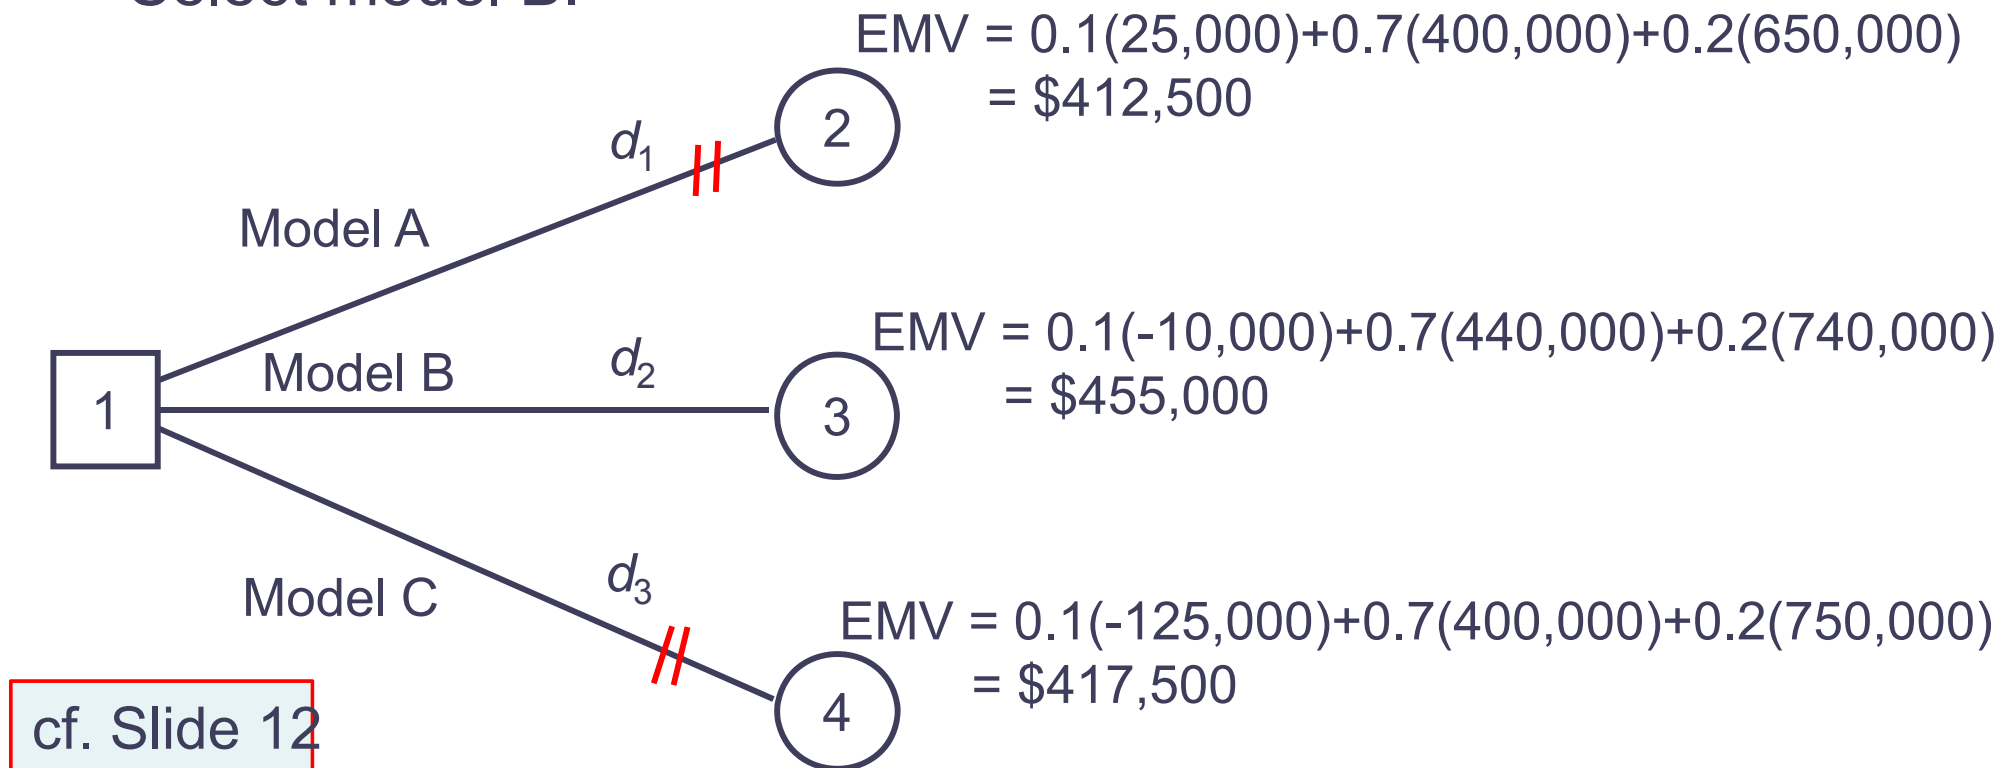 Select model B.
EMV = 0.1(25,000)+0.7(400,000)+0.2(650,000)
= $412,500
2
d1
Model A
EMV = 0.1(-10,000)+0.7(440,000)+0.2(740,000)
= $455,000
Model B
d2
1
3
d3
Model C
EMV = 0.1(-125,000)+0.7(400,000)+0.2(750,000)
= $417,500
4
cf. Slide 12